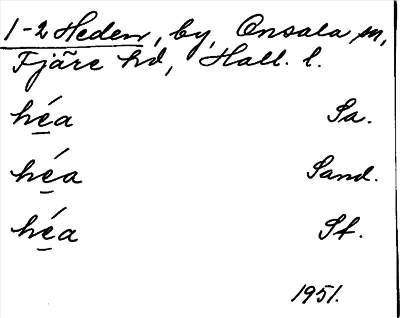 1-2 Heden, by, Onsala sn,
Fjäre hd, Hall. l.
héa Sa.
héa Sand.
héa St.
1951.